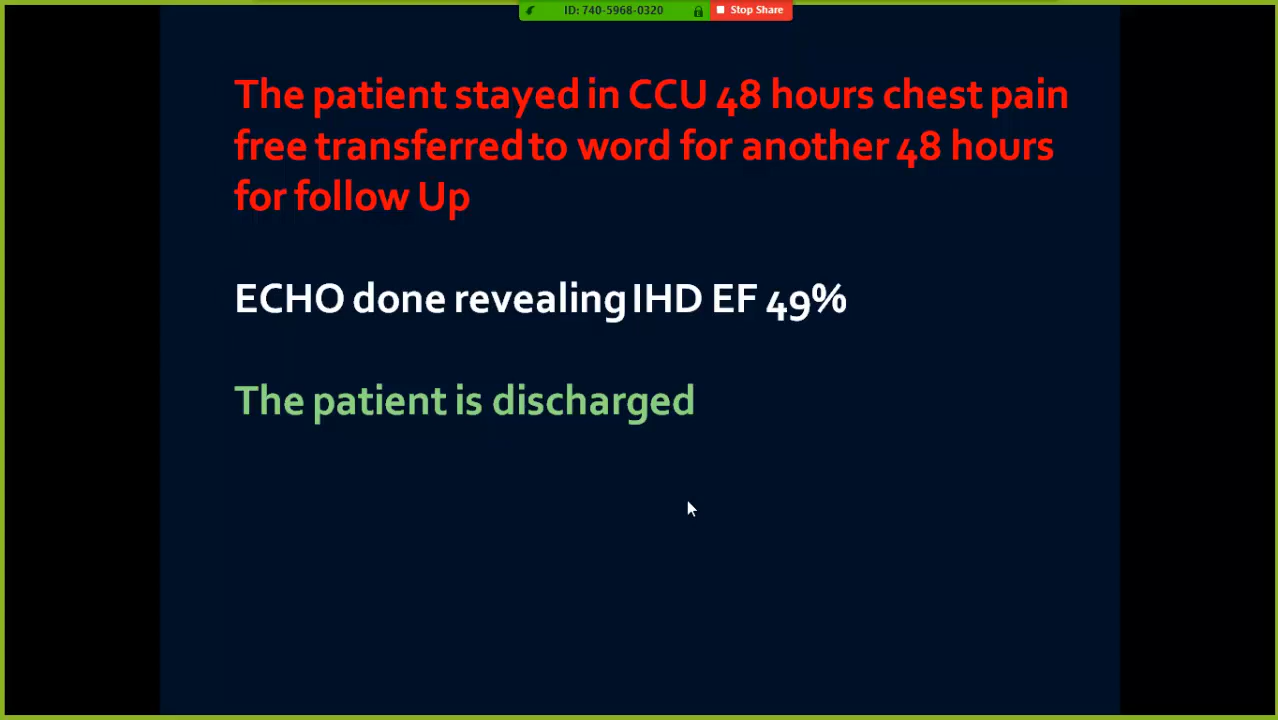 ID: 740-5968-0320 Stop Share
The patient stayed in CCU 48 hours chest pain
free transferred to word for another 48 hours
for follow Up
ECHO done revealing IHD EF 49%
The patient is discharged